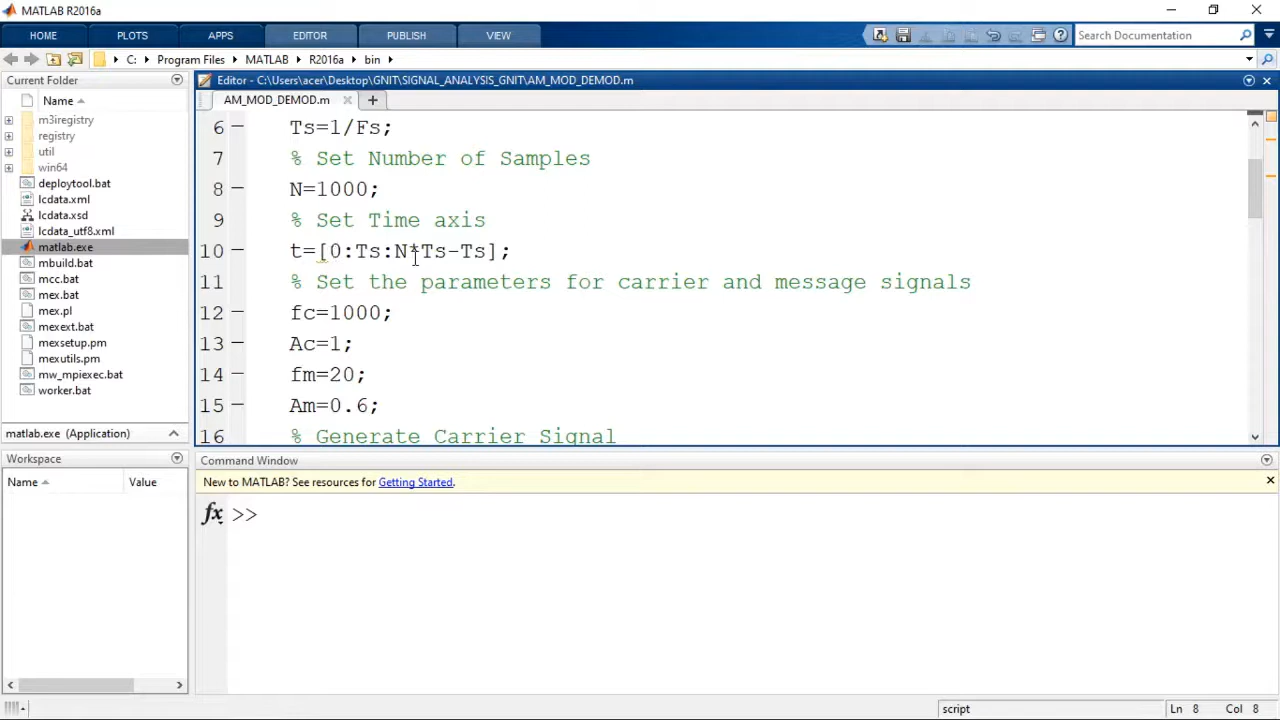 MATLAB R2016a
HOME PLOTS APPS EDITOR PUBLISH VIEW Search Documentation
C: Program Files MATLAB R2016a bin
Current Folder
Editor - C:\Users\acer\Desktop\GNIT\SIGNAL_ANALYSIS_GNIT\AM_MOD_DEMOD.m
Name
AM_MOD_DEMOD.m
m3iregistry
registry
util
win64
deploytool.bat
lcdata.xml
lcdata.xsd
lcdata_utf8.xml
matlab.exe
mbuild.bat
mcc.bat
mex.bat
mex.pl
mexext.bat
mexsetup.pm
mexutils.pm
mw_mpiexec.bat
worker.bat
matlab.exe (Application)
6 Ts=1/Fs;
7 % Set Number of Samples
8 N=1000;
9 % Set Time axis
10 t=[0:Ts:N*Ts-Ts];
11 % Set the parameters for carrier and message signals
12 fc=1000;
13 Ac=1;
14 fm=20;
15 Am=0.6;
16 % Generate Carrier Signal
Workspace
Name Value
Command Window
New to MATLAB? See resources for Getting Started.
fx >>
script Ln 8 Col 8